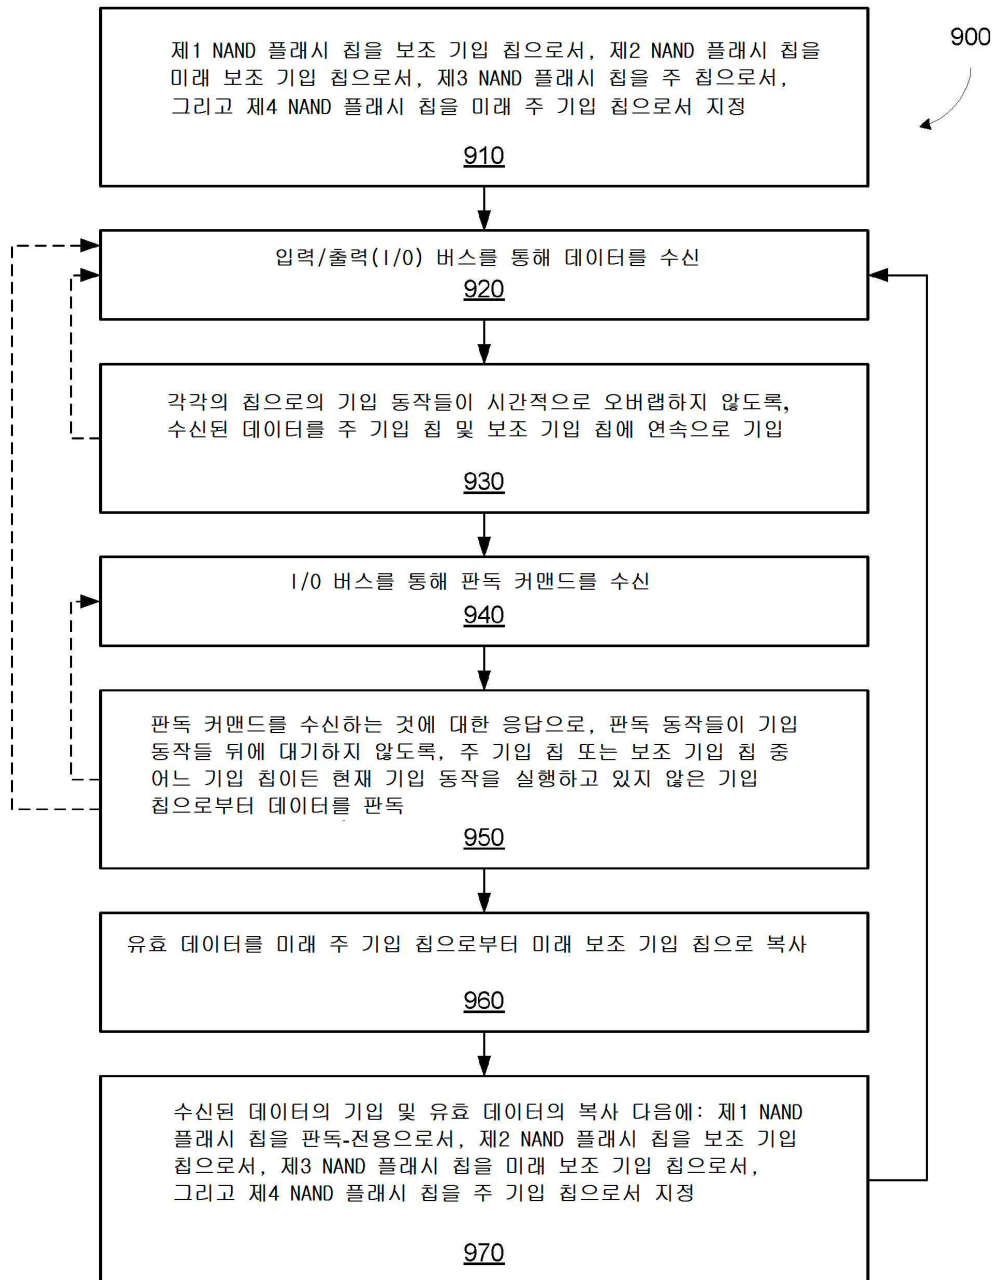 900
제1 NAND 플래시 칩을 보조 기입 칩으로서, 제2 NAND 플래시 칩을
미래 보조 기입 칩으로서, 제3 NAND 플래시 칩을 주 칩으로서,
그리고 제4 NAND 플래시 칩을 미래 주 기입 칩으로서 지정
910
입력/출력(I/O) 버스를 통해 데이터를 수신
920
각각의 칩으로의 기입 동작들이 시간적으로 오버랩하지 않도록,
수신된 데이터를 주 기입 칩 및 보조 기입 칩에 연속으로 기입
930
I/O 버스를 통해 판독 커맨드를 수신
940
판독 커맨드를 수신하는 것에 대한 응답으로, 판독 동작들이 기입
동작들 뒤에 대기하지 않도록, 주 기입 칩 또는 보조 기입 칩 중
어느 기입 칩이든 현재 기입 동작을 실행하고 있지 않은 기입
칩으로부터 데이터를 판독
950
유효 데이터를 미래 주 기입 칩으로부터 미래 보조 기입 칩으로 복사
960
수신된 데이터의 기입 및 유효 데이터의 복사 다음에: 제1 NAND
플래시 칩을 판독-전용으로서, 제2 NAND 플래시 칩을 보조 기입
칩으로서, 제3 NAND 플래시 칩을 미래 보조 기입 칩으로서,
그리고 제4 NAND 플래시 칩을 주 기입 칩으로서 지정
970